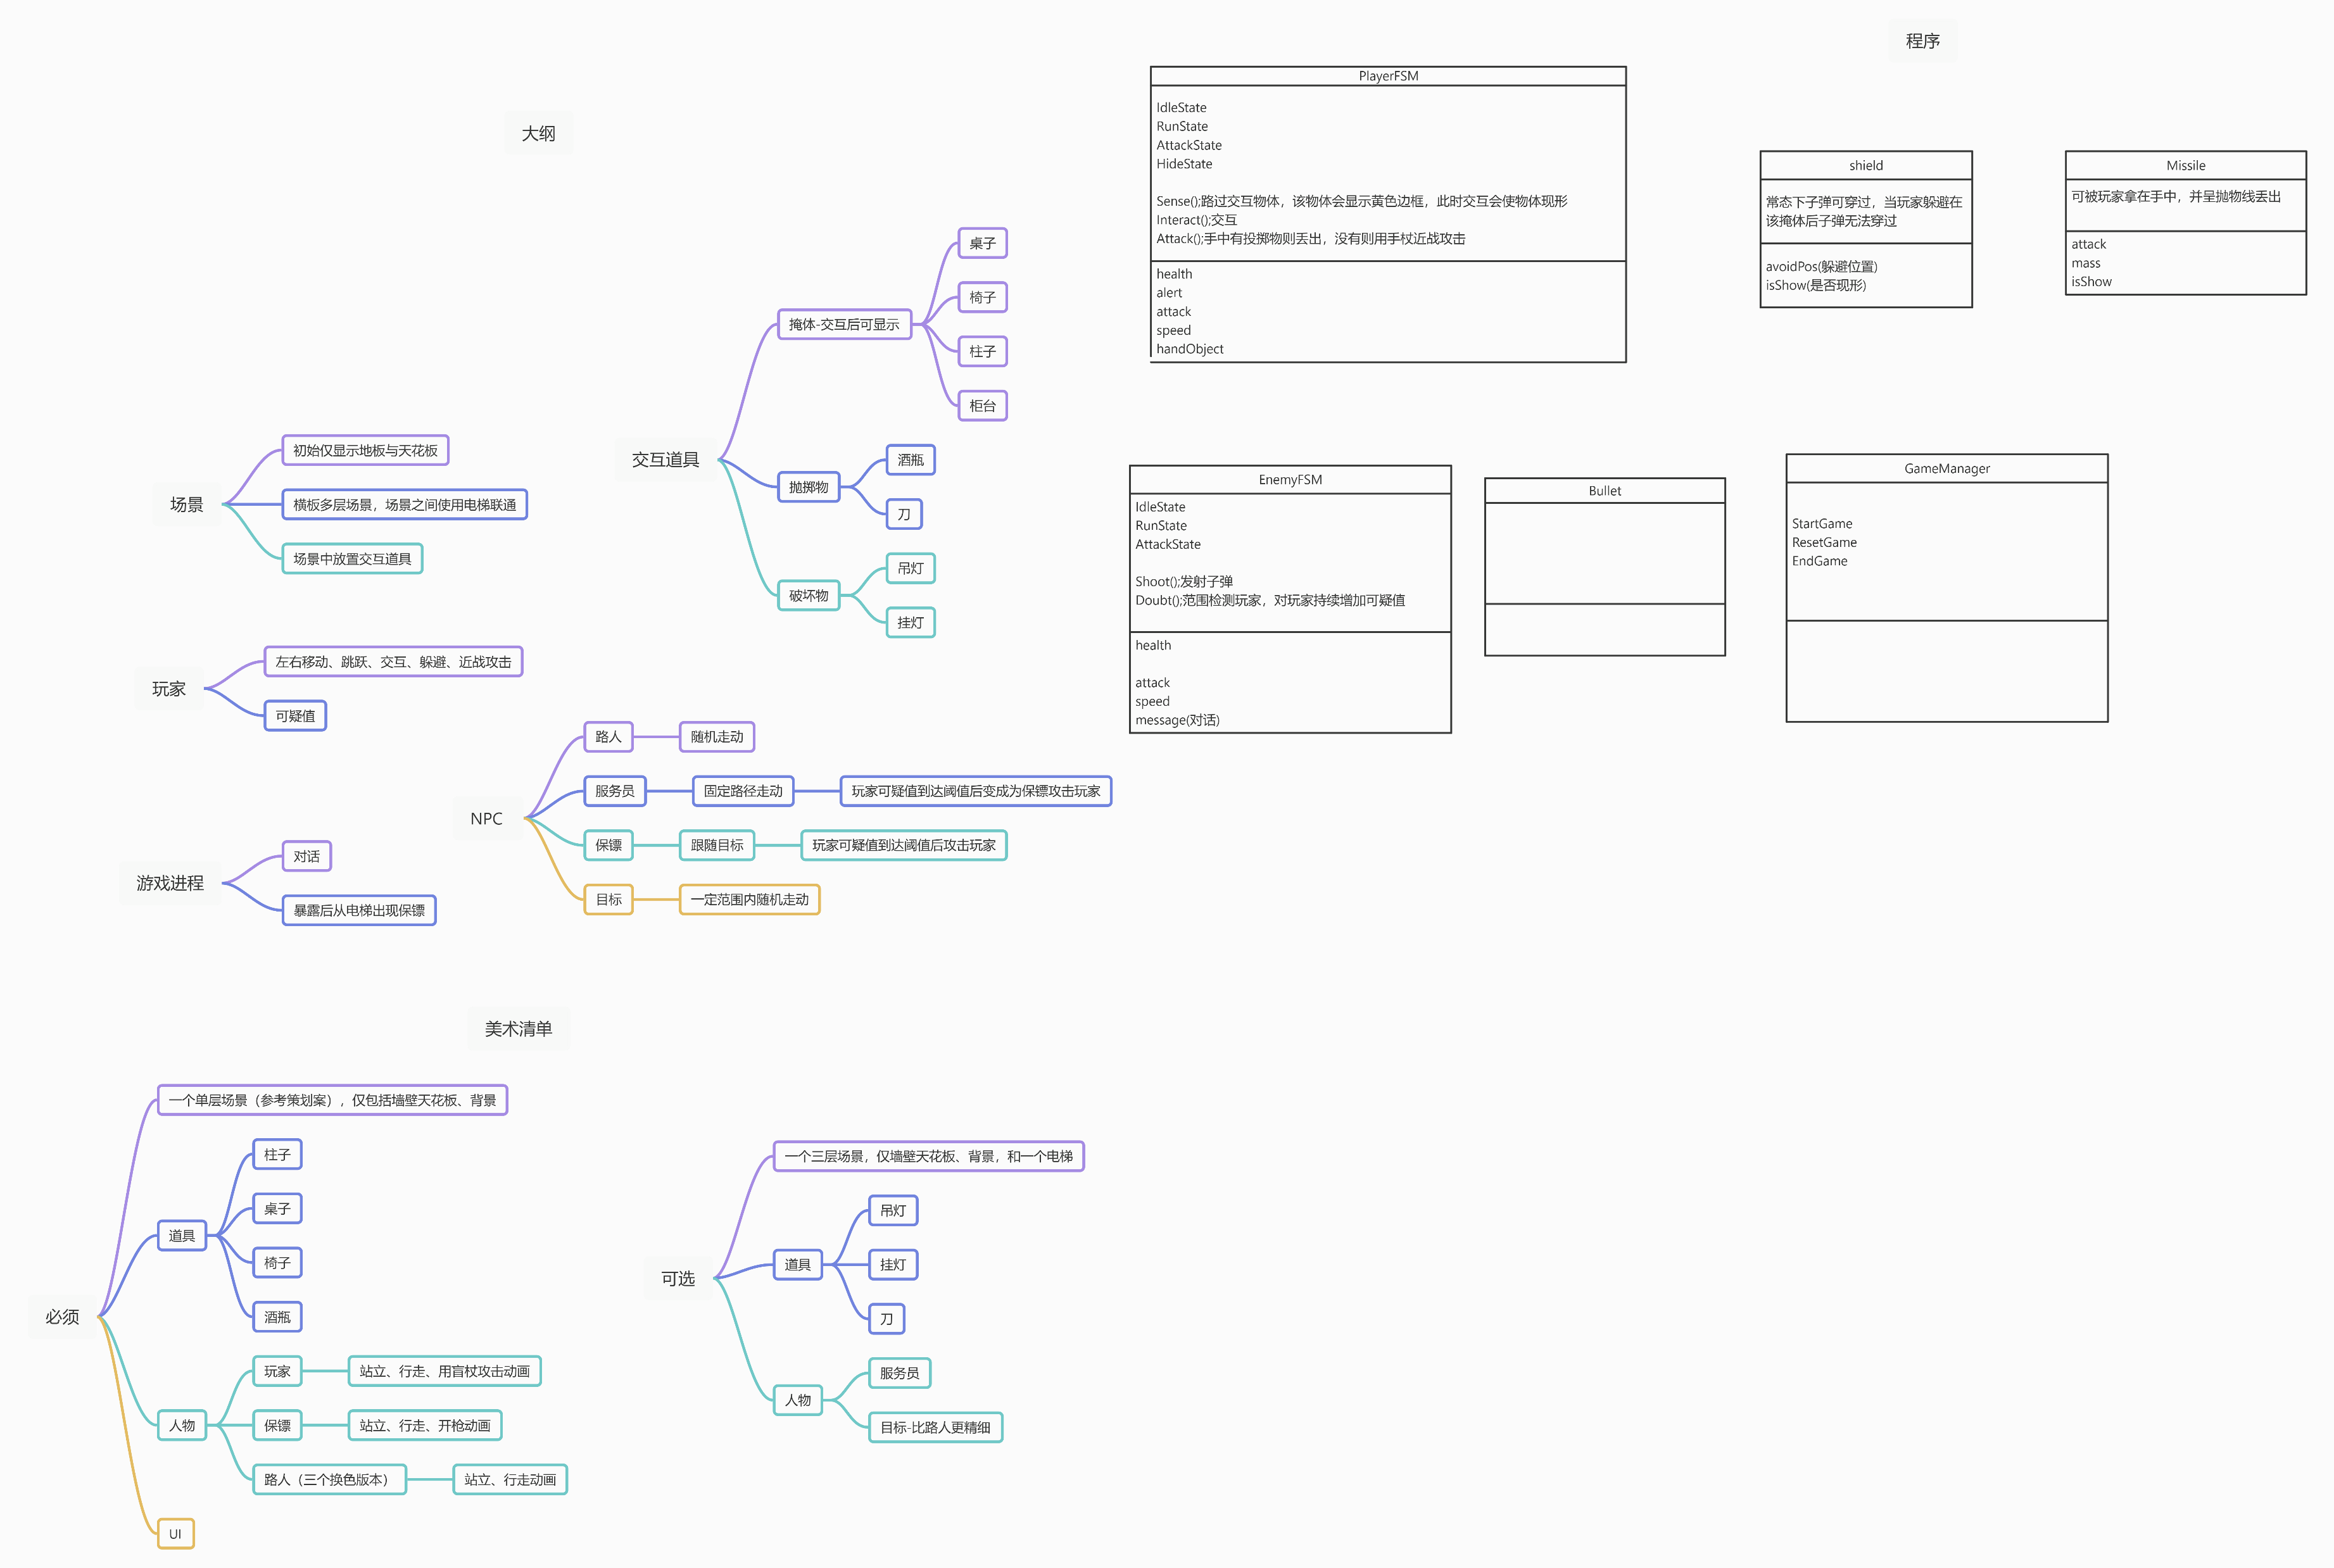 大纲
场景
初始仅显示地板与天花板
横板多层场景，场景之间使用电梯联通
场景中放置交互道具
交互道具
掩体-交互后可显示
桌子
椅子
柱子
柜台
抛掷物
酒瓶
刀
破坏物
吊灯
挂灯
玩家
左右移动、跳跃、交互、躲避、近战攻击
可疑值
NPC
路人
随机走动
服务员
固定路径走动
玩家可疑值到达阈值后变成为保镖攻击玩家
保镖
跟随目标
玩家可疑值到达阈值后攻击玩家
目标
一定范围内随机走动
游戏进程
对话
暴露后从电梯出现保镖
程序
PlayerFSM
IdleState
RunState
AttackState
HideState
Sense();路过交互物体，该物体会显示黄色边框，此时交互会使物体现形
Interact();交互
Attack();手中有投掷物则丢出，没有则用手杖近战攻击
health
alert
attack
speed
handObject
shield
常态下子弹可穿过，当玩家躲避在
该掩体后子弹无法穿过
avoidPos(躲避位置)
isShow(是否现形)
Missile
可被玩家拿在手中，并呈抛物线丢出
attack
mass
isShow
EnemyFSM
IdleState
RunState
AttackState
Shoot();发射子弹
Doubt();范围检测玩家，对玩家持续增加可疑值
health
attack
speed
message(对话)
Bullet
GameManager
StartGame
ResetGame
EndGame
美术清单
必须
一个单层场景（参考策划案），仅包括墙壁天花板、背景
道具
柱子
桌子
椅子
酒瓶
人物
玩家
站立、行走、用盲杖攻击动画
保镖
站立、行走、开枪动画
路人（三个换色版本）
站立、行走动画
UI
可选
一个三层场景，仅墙壁天花板、背景，和一个电梯
道具
吊灯
挂灯
刀
人物
服务员
目标-比路人更精细